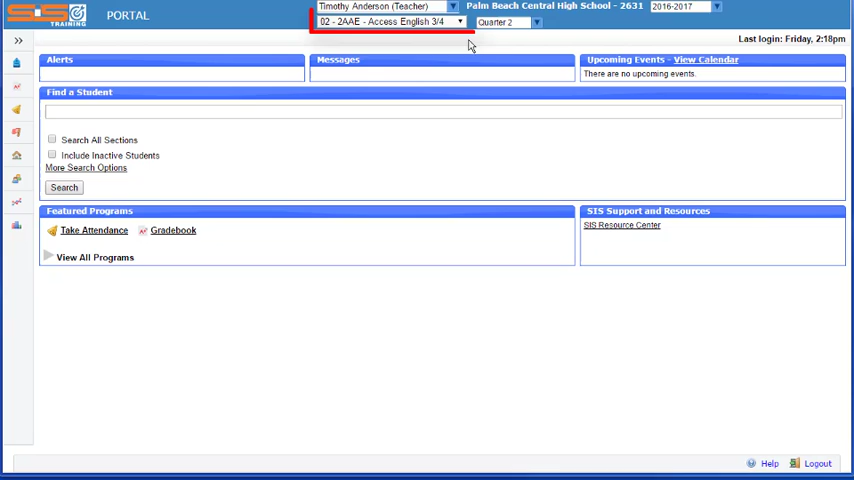 SIS TRAINING
PORTAL
Timothy Anderson (Teacher)
Palm Beach Central High School - 2631
2016-2017
02 - 2AAE - Access English 3/4
Quarter 2
Last login: Friday, 2:18pm
Alerts
Messages
Upcoming Events - View Calendar
There are no upcoming events.
Find a Student
Search All Sections
Include Inactive Students
More Search Options
Search
Featured Programs
SIS Support and Resources
Take Attendance
Gradebook
SIS Resource Center
View All Programs
Help
Logout